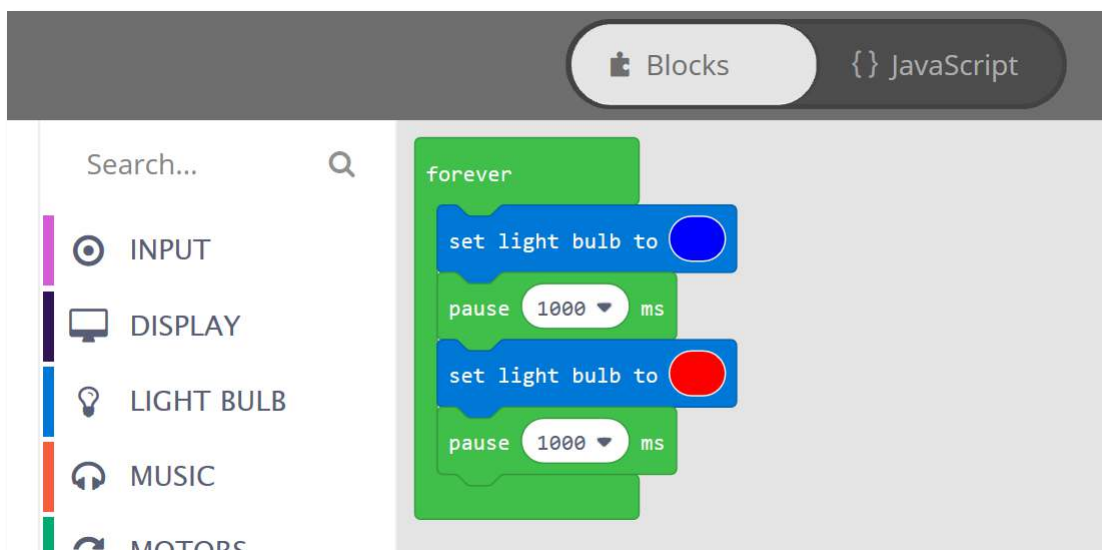 Blocks
{} JavaScript
Search...
INPUT
DISPLAY
LIGHT BULB
MUSIC
MOTORS
forever
set light bulb to
pause 1000 ms
set light bulb to
pause 1000 ms